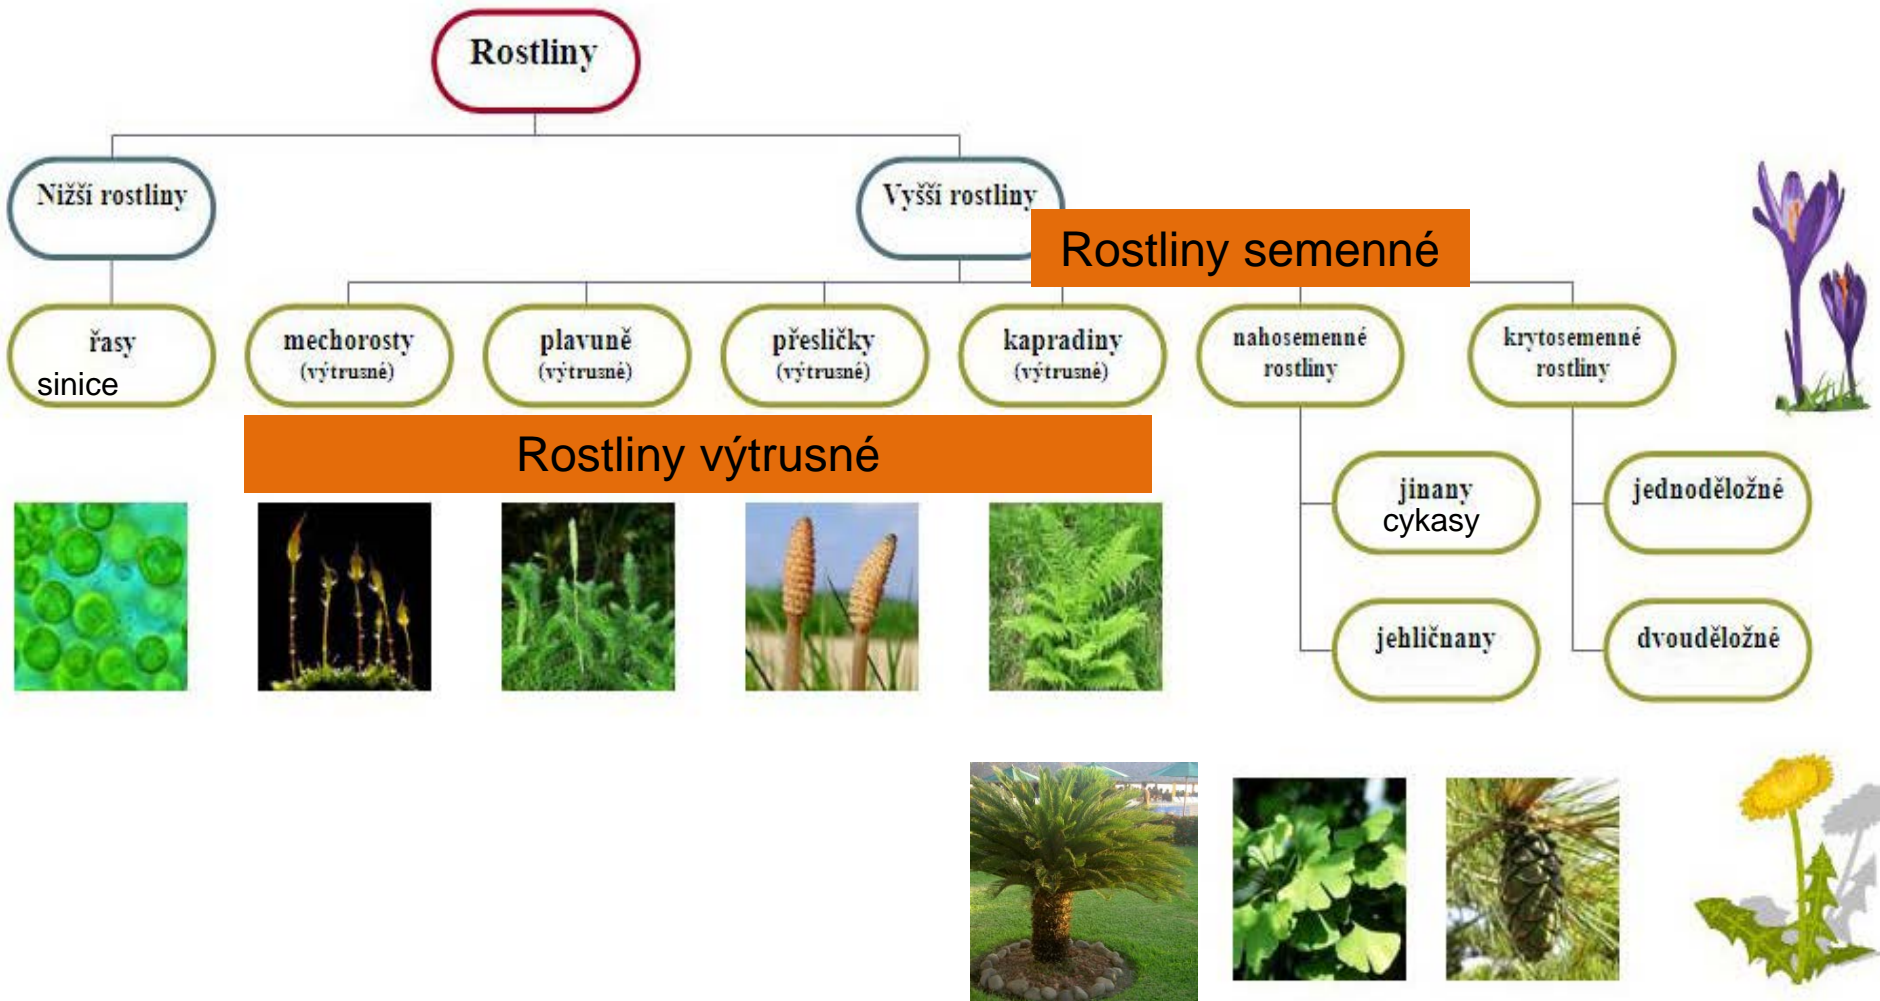 Rostliny
Nižší rostliny
Vyšší rostliny
Rostliny semenné
řasy
sinice
mechorosty
(výtrusné)
plavuně
(výtrusné)
přesličky
(výtrusné)
kapradiny
(výtrusné)
nahosemenné
rostliny
krytosemenné
rostliny
Rostliny výtrusné
jinany
cykasy
jednoděložné
jehličnany
dvouděložné